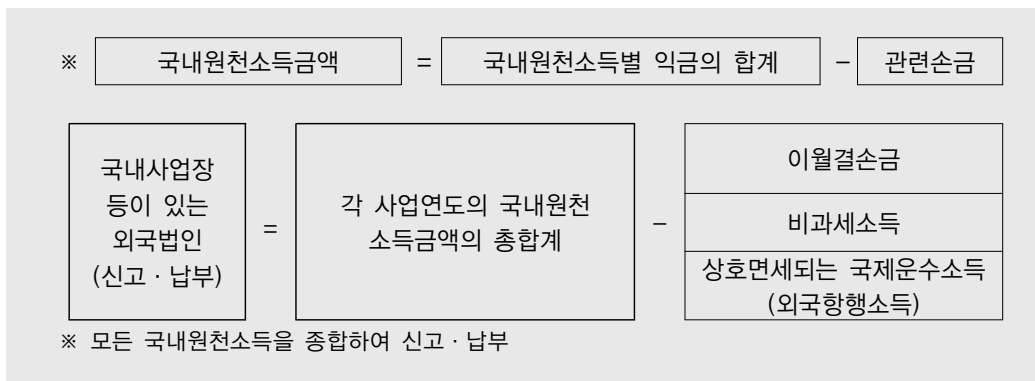 ※ 국내원천소득금액 = 국내원천소득별 익금의 합계 - 관련손금
국내사업장
등이 있는
외국법인
(신고 · 납부)
=
각 사업연도의 국내원천
소득금액의 총합계
-
이월결손금
비과세소득
상호면세되는 국제운수소득
(외국항행소득)
※ 모든 국내원천소득을 종합하여 신고 · 납부